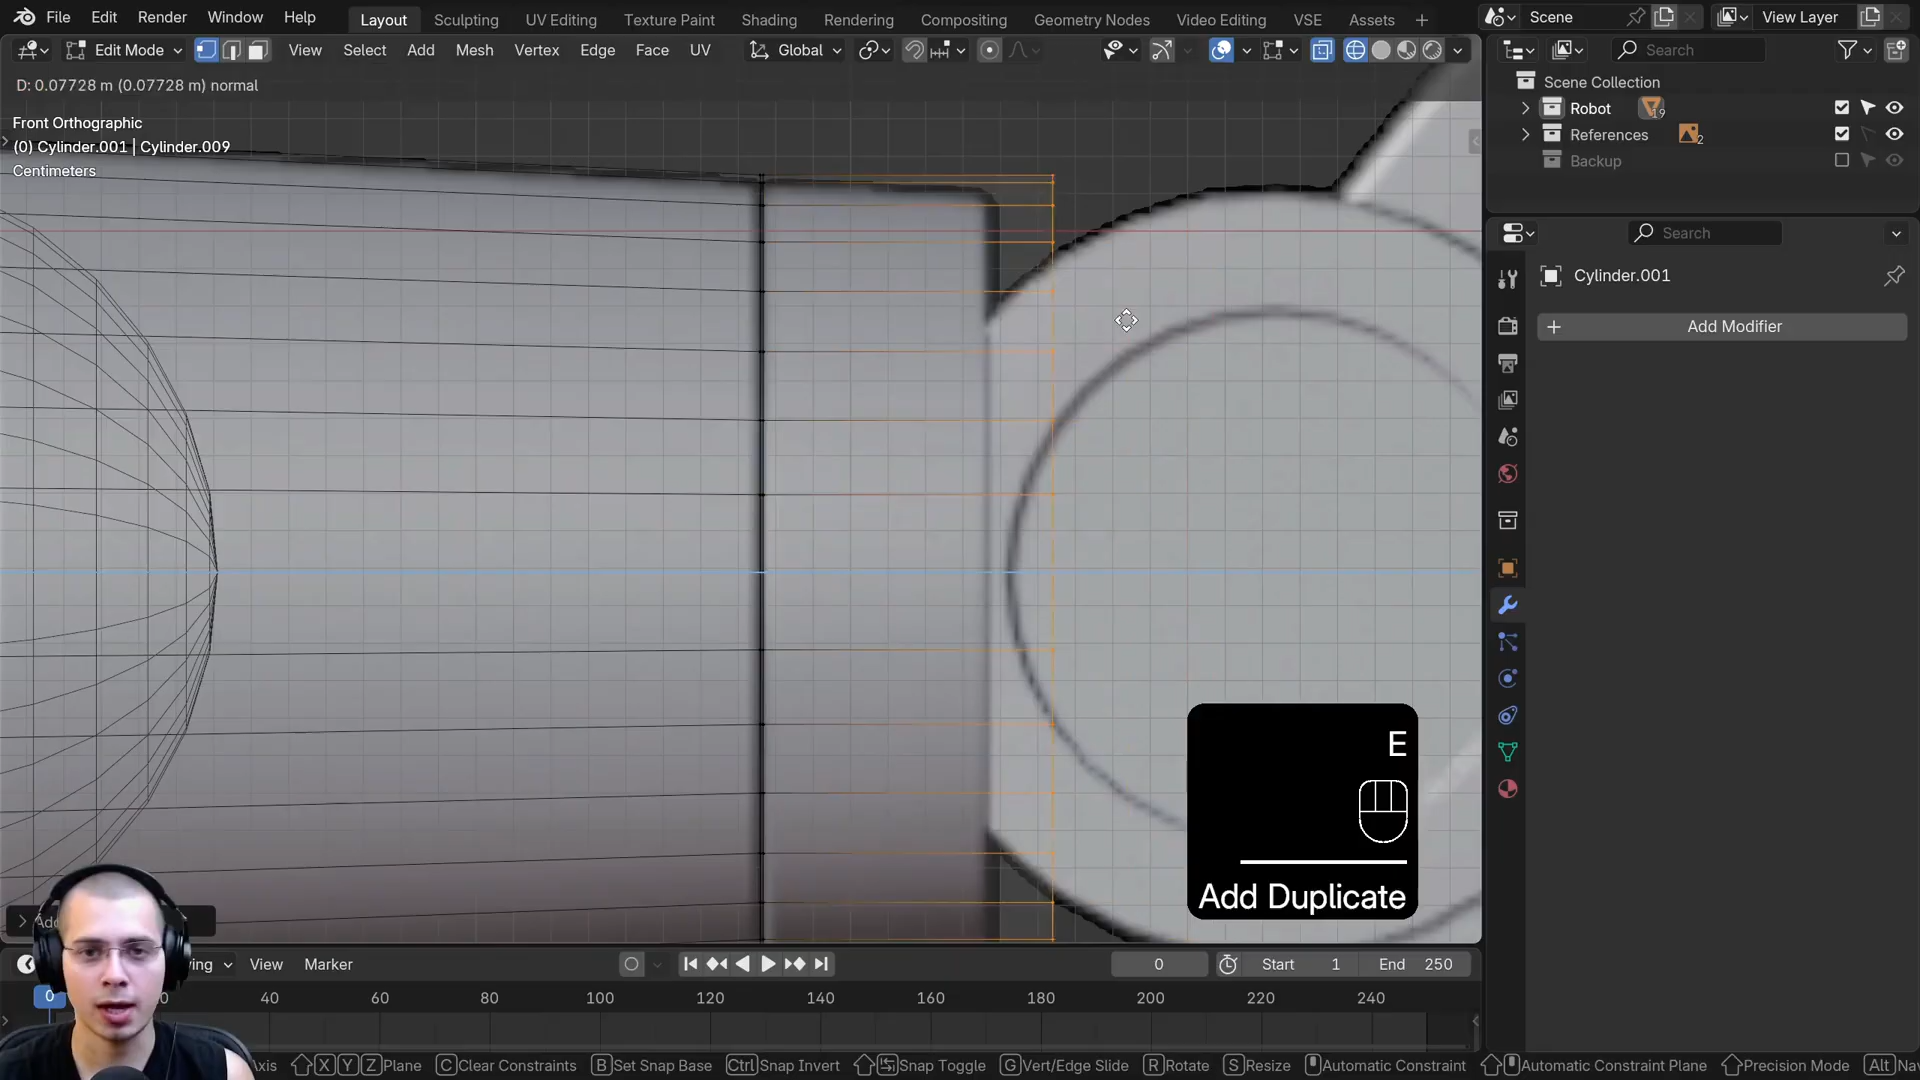 File Edit Render Window Help Layout Sculpting UV Editing Texture Paint Shading Rendering Compositing Geometry Nodes Video Editing VSE Assets + Scene View Layer
Edit Mode View Select Add Mesh Vertex Edge Face UV Global Search
D: 0.07728 m (0.07728 m) normal
Scene Collection
Robot 19
References 2
Backup
Front Orthographic
(0) Cylinder.001 | Cylinder.009
Centimeters
Search
Cylinder.001
+ Add Modifier
E
Add Duplicate
View Marker 0 Start 1 End 250
0 40 60 80 100 120 140 160 180 200 220 240
Axis X Y Z Plane C Clear Constraints B Set Snap Base Ctrl Snap Invert Snap Toggle G Vert/Edge Slide R Rotate S Resize Automatic Constraint Automatic Constraint Plane Precision Mode Alt